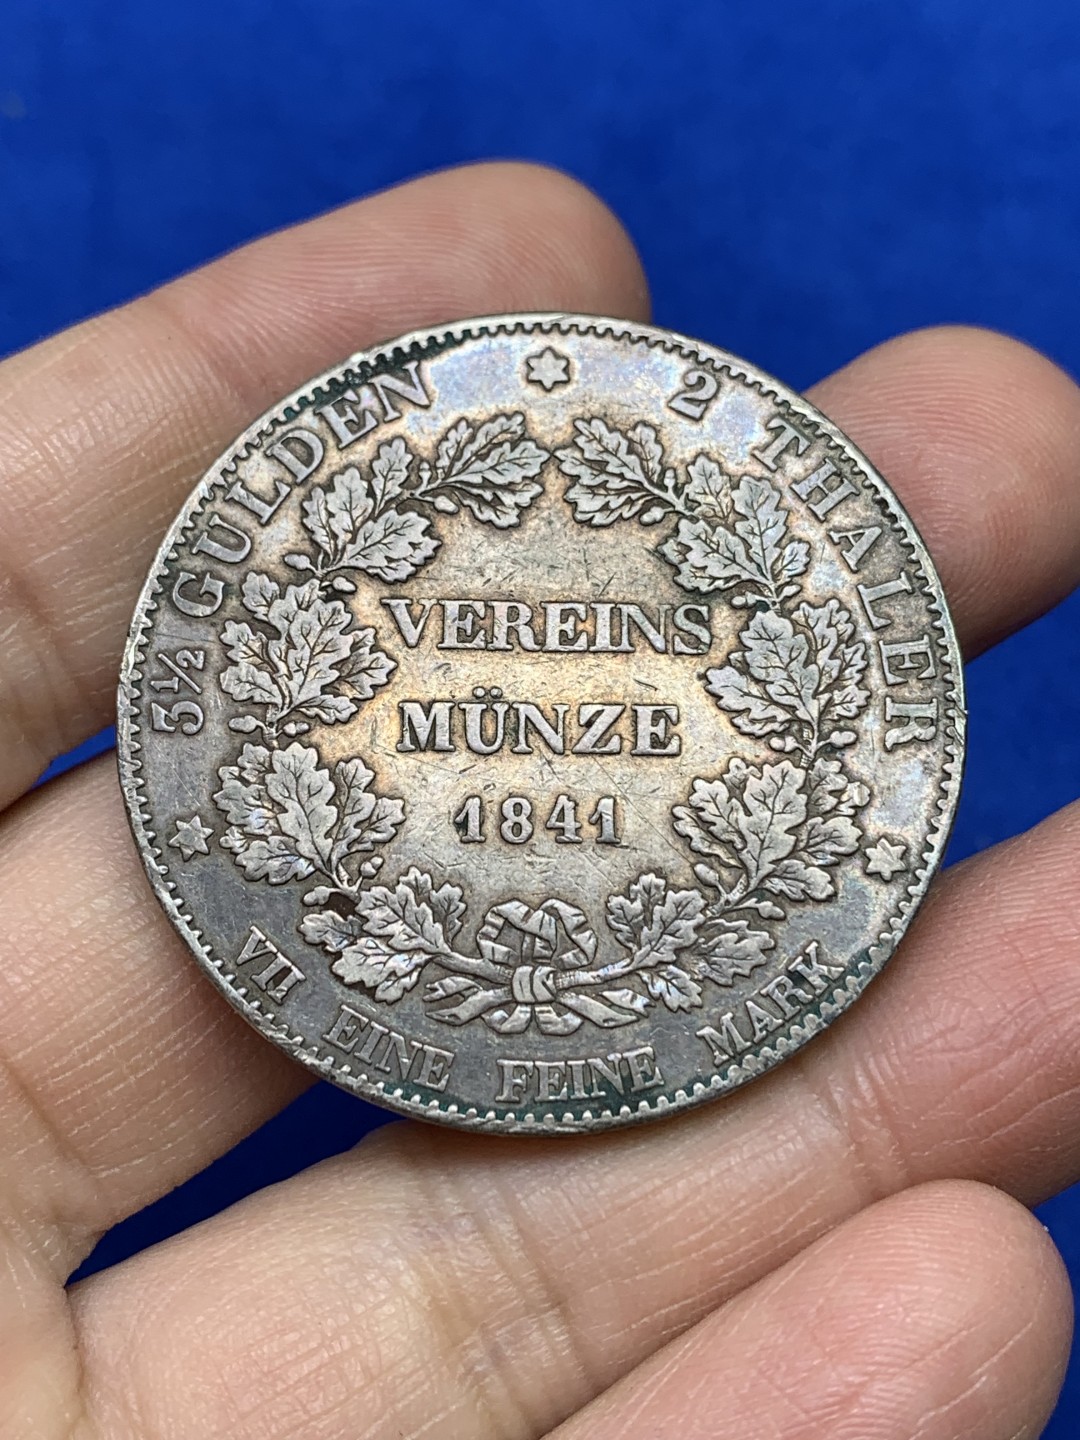 3½ GULDEN
2 THALER
VEREINS
MÜNZE
1841
VII EINE FEINE MARK